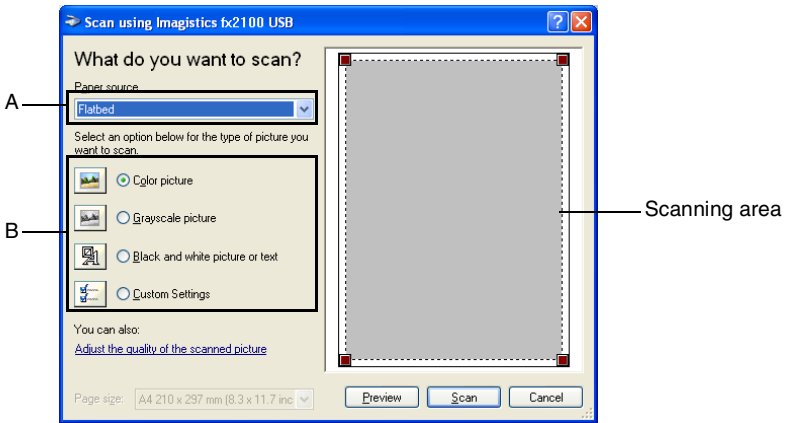 Scan using Imagistics fx2100 USB
What do you want to scan?
Paper source
A
Flatbed
Select an option below for the type of picture you
want to scan.
Color picture
Grayscale picture
Scanning area
B
Black and white picture or text
Custom Settings
You can also:
Adjust the quality of the scanned picture
Page size: A4 210 x 297 mm (8.3 x 11.7 inc
Preview Scan Cancel